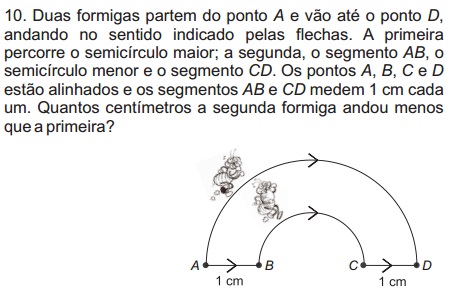 10. Duas formigas partem do ponto A e vão até o ponto D,
andando no sentido indicado pelas flechas. A primeira
percorre o semicírculo maior; a segunda, o segmento AB, o
semicírculo menor e o segmento CD. Os pontos A, B, C e D
estão alinhados e os segmentos AB e CD medem 1 cm cada
um. Quantos centímetros a segunda formiga andou menos
que a primeira?
A B C D
1 cm 1 cm